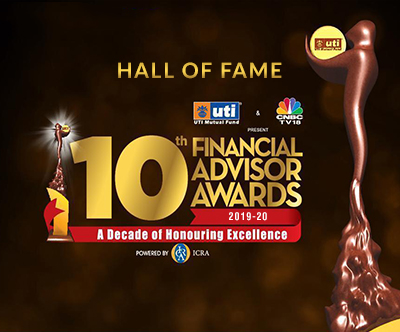 HALL OF FAME
uti
UTI Mutual Fund
&
CNBC
TV18
PRESENT
10th
FINANCIAL
ADVISOR
AWARDS
2019-20
A Decade of Honouring Excellence
POWERED BY
ICRA
uti